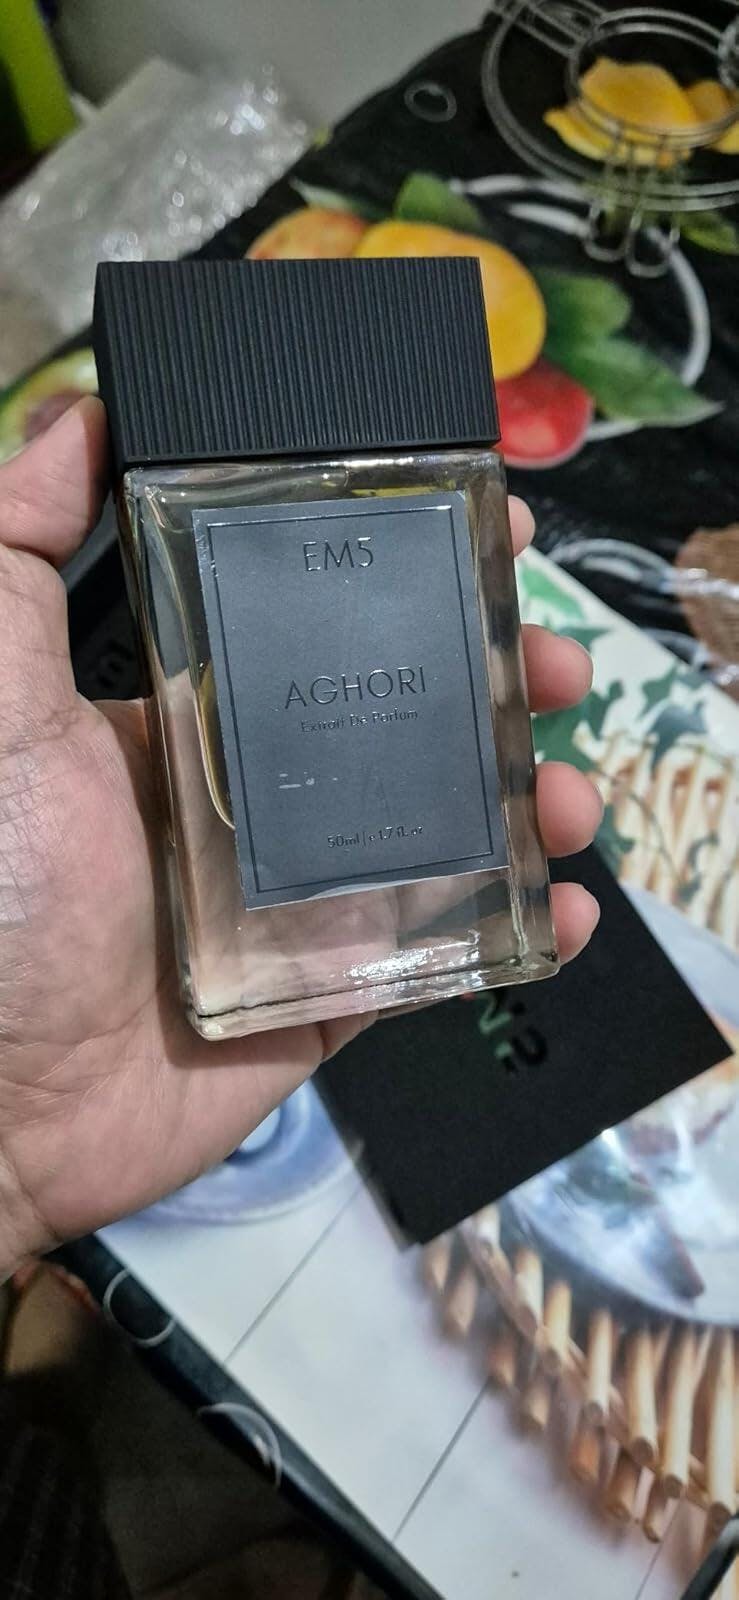 EM5
AGHORI
Extrait De Parfum
50ml | e 1.7 fl. oz